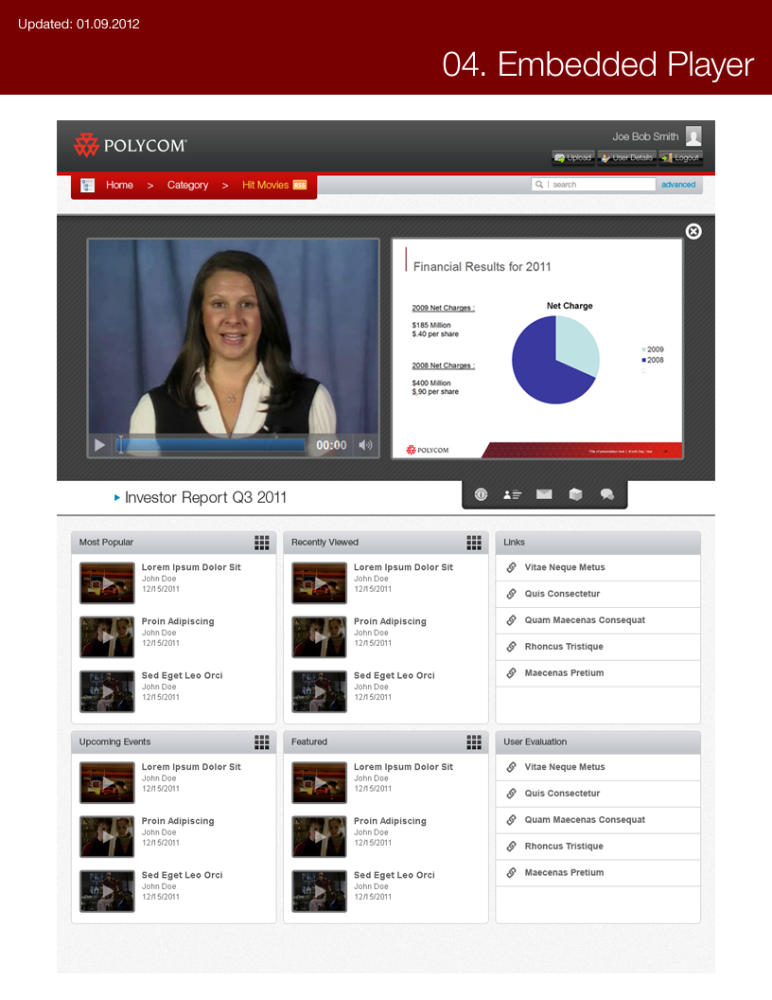 Updated: 01.09.2012
04. Embedded Player
POLYCOM
Joe Bob Smith
Upload User Details Logout
Home > Category > Hit Movies RSS
search advanced
Financial Results for 2011
2009 Net Charges :
$185 Million
$.40 per share
2008 Net Charges :
$400 Million
$.90 per share
Net Charge
2009
2008
POLYCOM
Title of presentation here | Month Day, Year
00:00
Investor Report Q3 2011
Most Popular
Lorem Ipsum Dolor Sit
John Doe
12/15/2011
Proin Adipiscing
John Doe
12/15/2011
Sed Eget Leo Orci
John Doe
12/15/2011
Recently Viewed
Lorem Ipsum Dolor Sit
John Doe
12/15/2011
Proin Adipiscing
John Doe
12/15/2011
Sed Eget Leo Orci
John Doe
12/15/2011
Links
Vitae Neque Metus
Quis Consectetur
Quam Maecenas Consequat
Rhoncus Tristique
Maecenas Pretium
Upcoming Events
Lorem Ipsum Dolor Sit
John Doe
12/15/2011
Proin Adipiscing
John Doe
12/15/2011
Sed Eget Leo Orci
John Doe
12/15/2011
Featured
Lorem Ipsum Dolor Sit
John Doe
12/15/2011
Proin Adipiscing
John Doe
12/15/2011
Sed Eget Leo Orci
John Doe
12/15/2011
User Evaluation
Vitae Neque Metus
Quis Consectetur
Quam Maecenas Consequat
Rhoncus Tristique
Maecenas Pretium